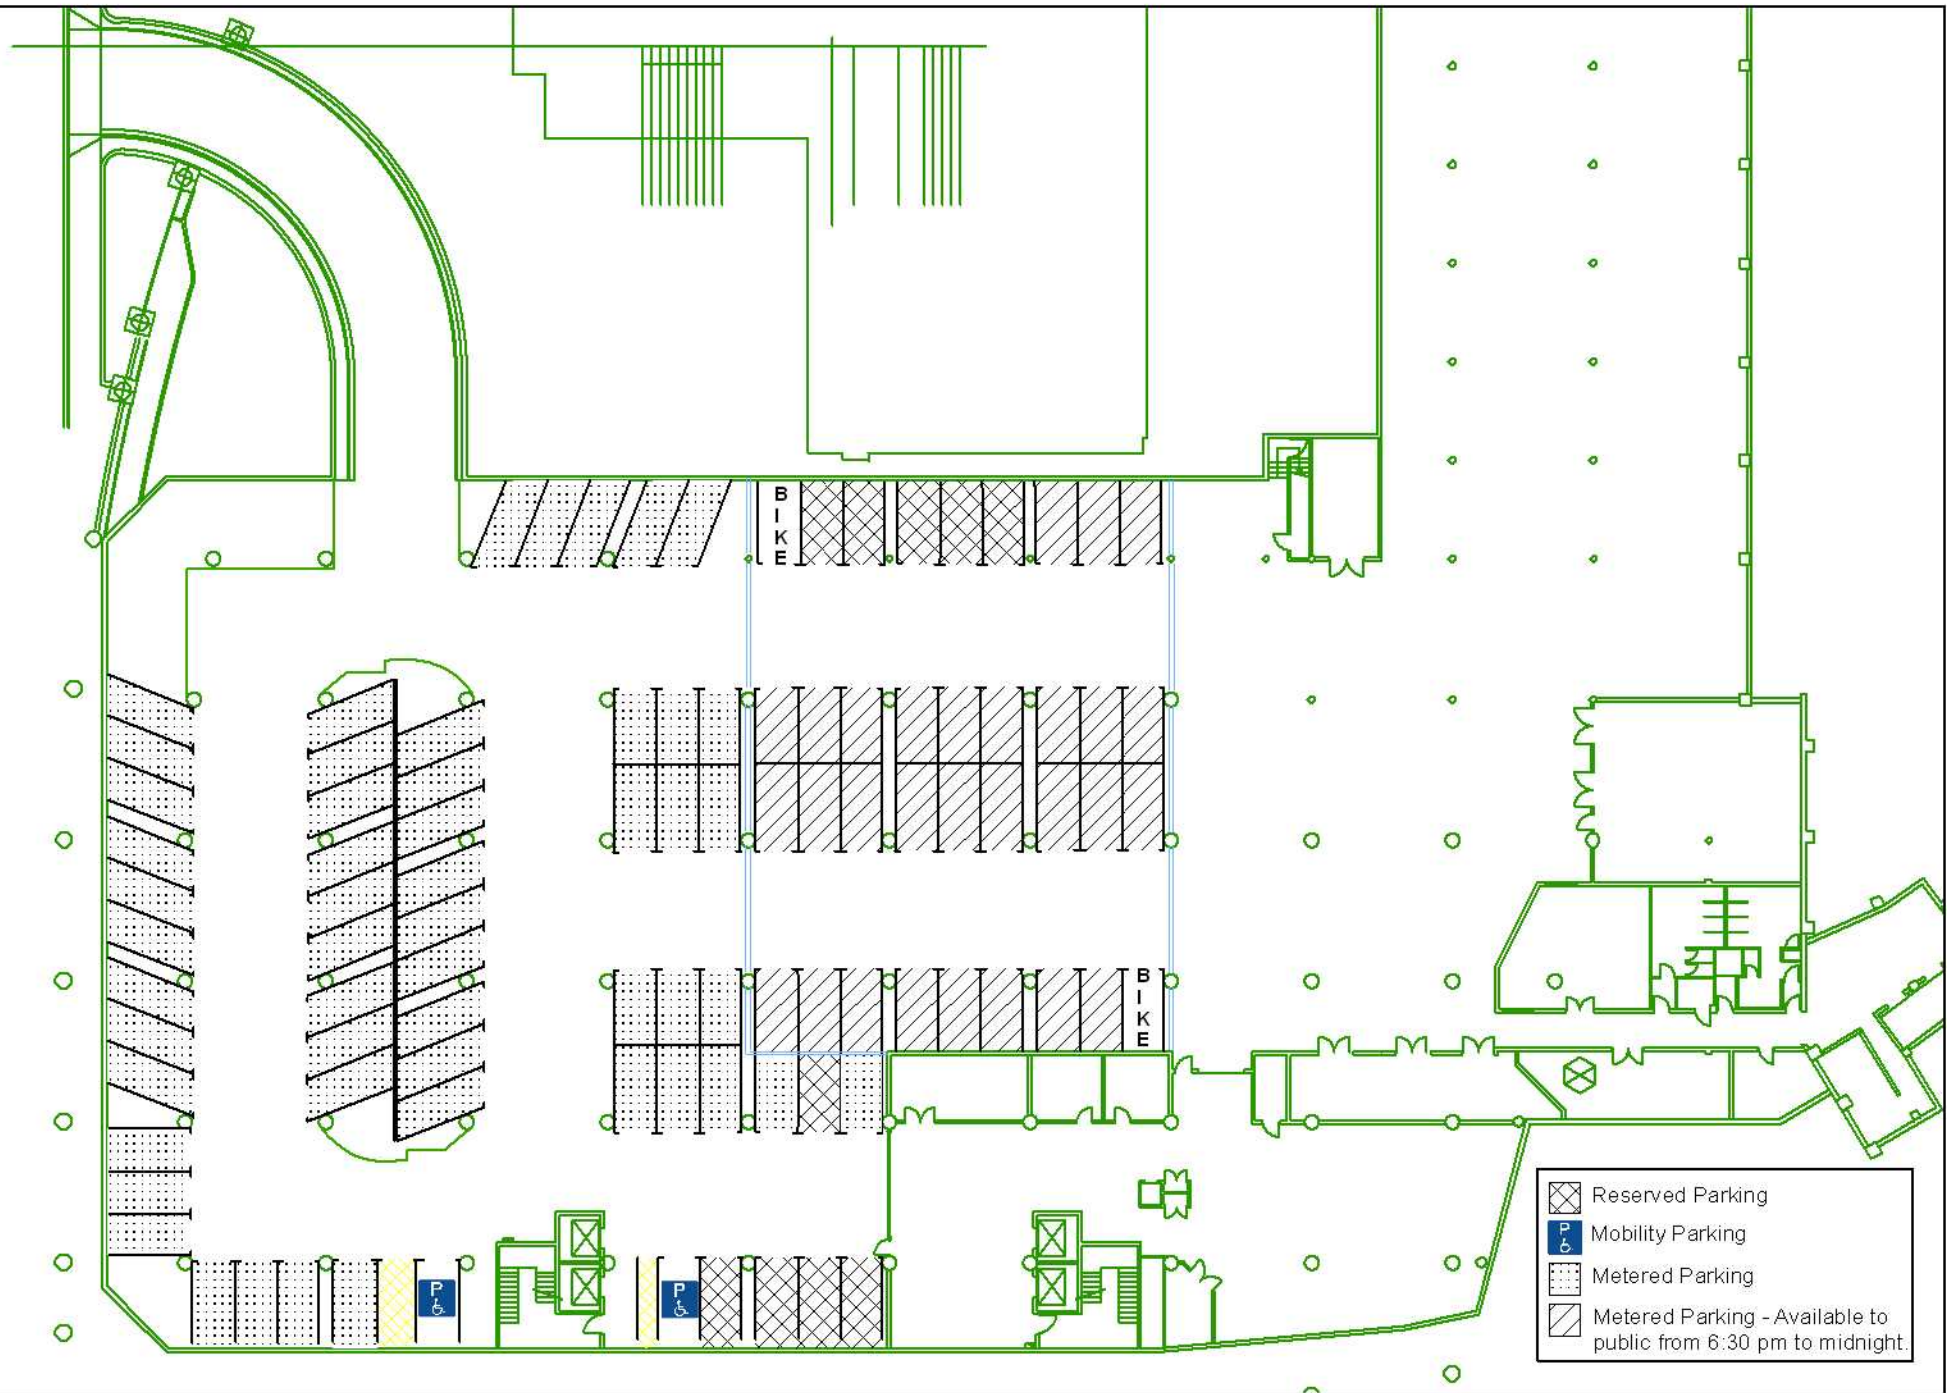 B
I
K
E
B
I
K
E
P
P
Reserved Parking
P
Mobility Parking
Metered Parking
Metered Parking - Available to
public from 6:30 pm to midnight.